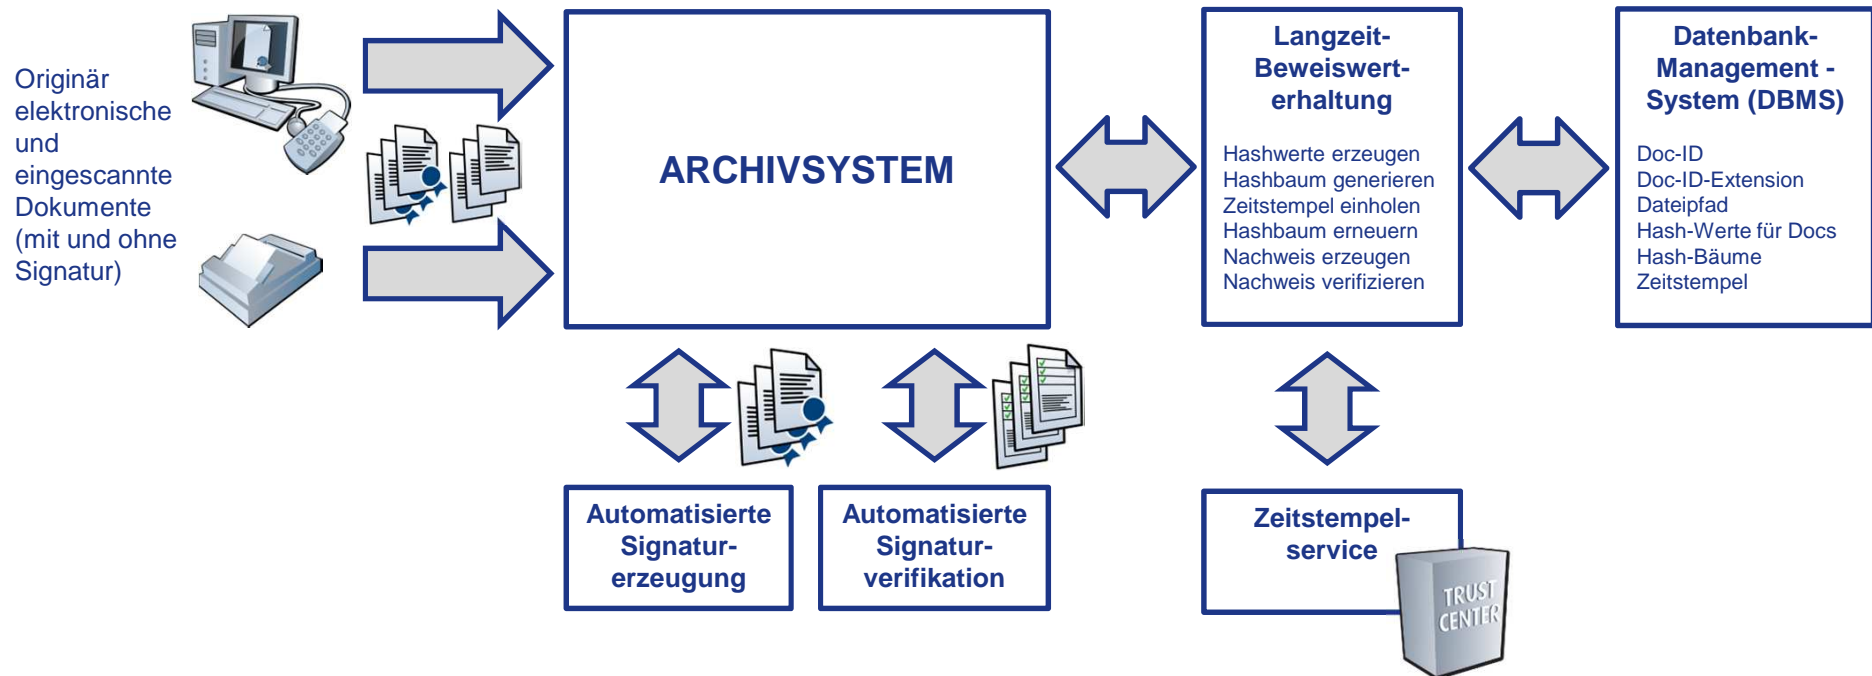 Originär
elektronische
und
eingescannte
Dokumente
(mit und ohne
Signatur)
ARCHIVSYSTEM
Langzeit-
Beweiswert-
erhaltung
Hashwerte erzeugen
Hashbaum generieren
Zeitstempel einholen
Hashbaum erneuern
Nachweis erzeugen
Nachweis verifizieren
Datenbank-
Management -
System (DBMS)
Doc-ID
Doc-ID-Extension
Dateipfad
Hash-Werte für Docs
Hash-Bäume
Zeitstempel
Automatisierte
Signatur-
erzeugung
Automatisierte
Signatur-
verifikation
Zeitstempel-
service
TRUST
CENTER